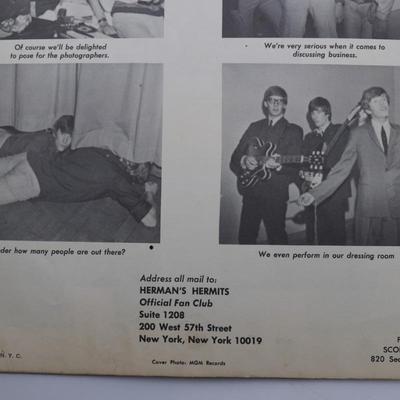 Of course we'll be delighted
to pose for the photographers.
We're very serious when it comes to
discussing business.
der how many people are out there?
We even perform in our dressing room
Address all mail to:
HERMAN'S HERMITS
Official Fan Club
Suite 1208
200 West 57th Street
New York, New York 10019
Cover Photo: MGM Records
N. Y. C.
F
SCO
820 Sec